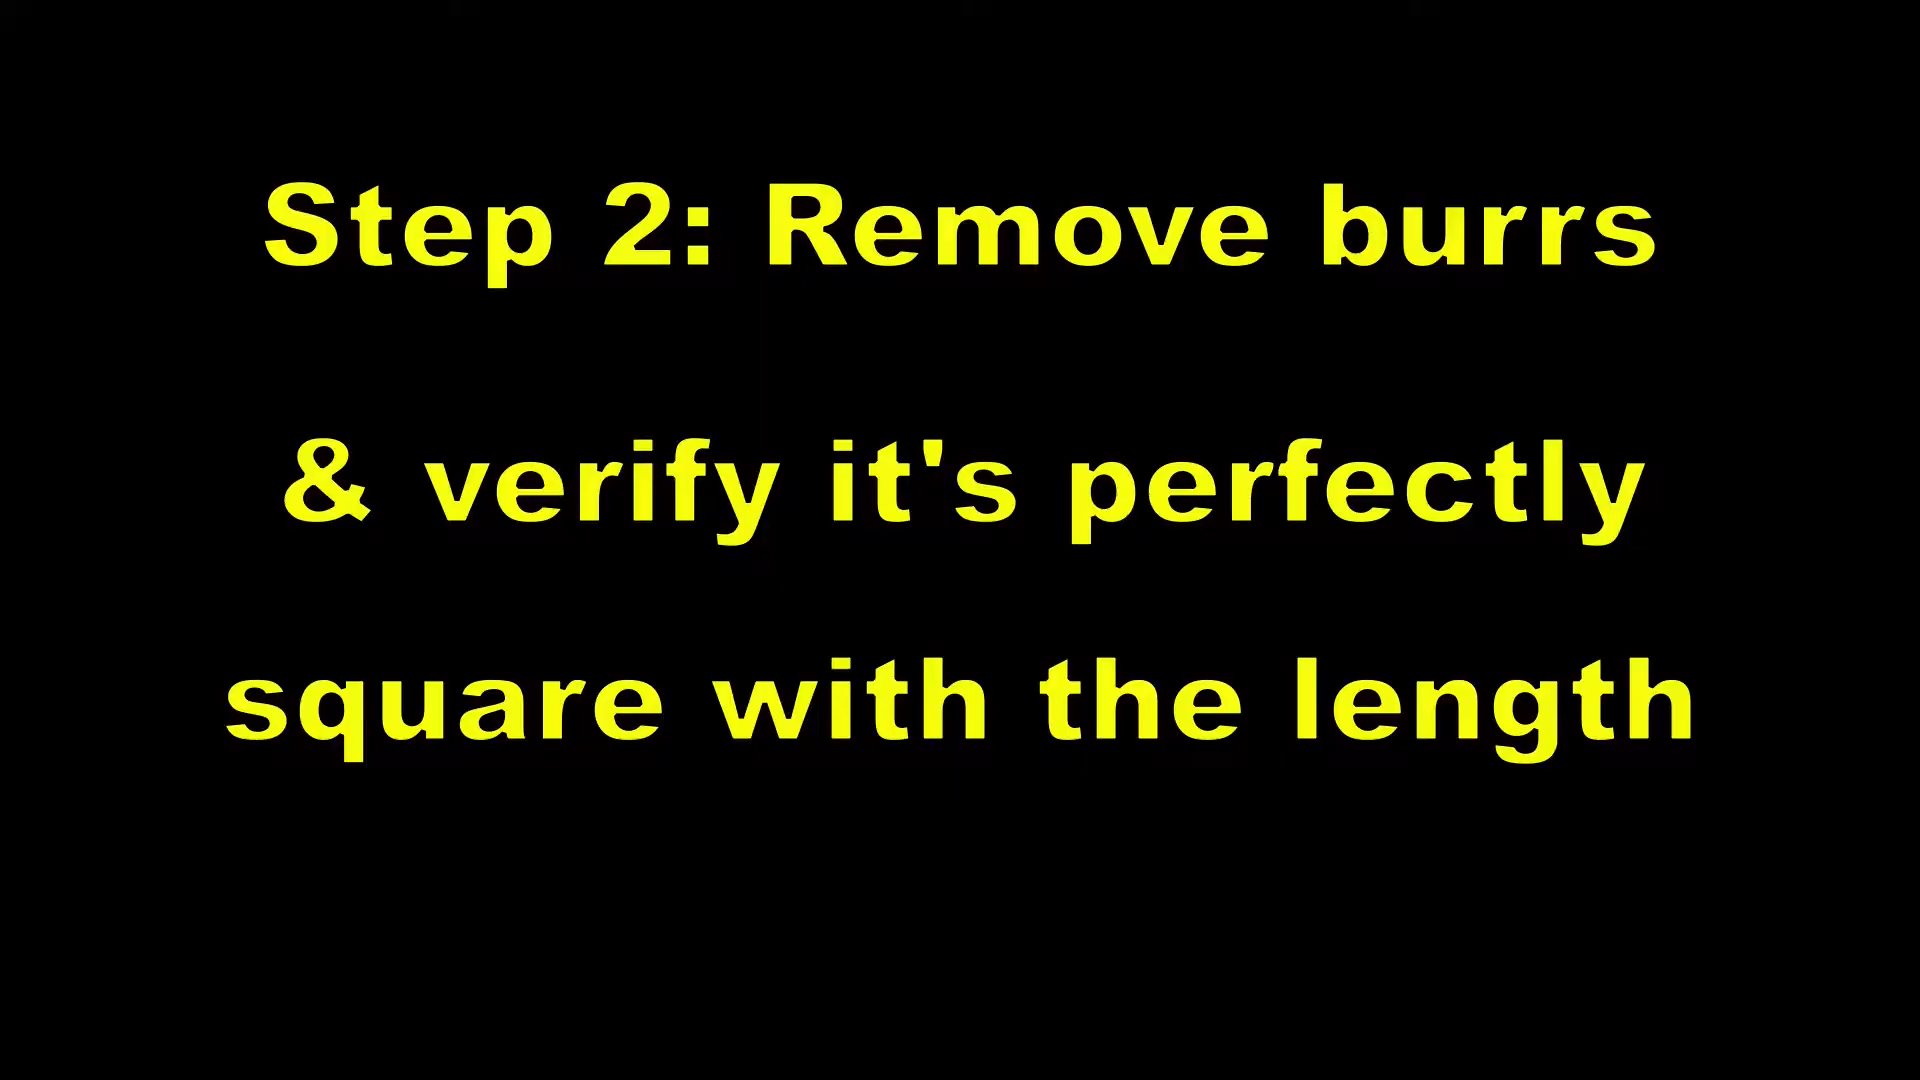 Step 2: Remove burrs
& verify it's perfectly
square with the length